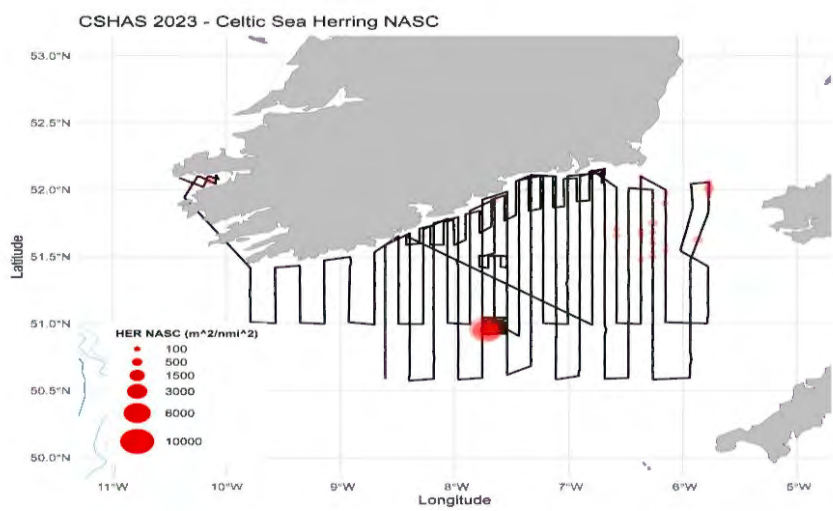 CSHAS 2023 - Celtic Sea Herring NASC
53.0°N
52.5°N
52.0°N
51.5°N
51.0°N
50.5°N
50.0°N
Latitude
HER NASC (m^2/nmi^2)
100
500
1500
3000
6000
10000
11°W
10°W
9°W
8°W
7°W
6°W
5°W
Longitude